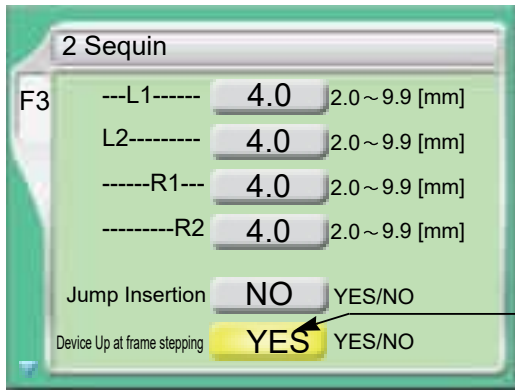 2 Sequin
F3
---L1------ 4.0 2.0～9.9 [mm]
L2--------- 4.0 2.0～9.9 [mm]
------R1--- 4.0 2.0～9.9 [mm]
---------R2 4.0 2.0～9.9 [mm]
Jump Insertion NO YES/NO
Device Up at frame stepping YES YES/NO